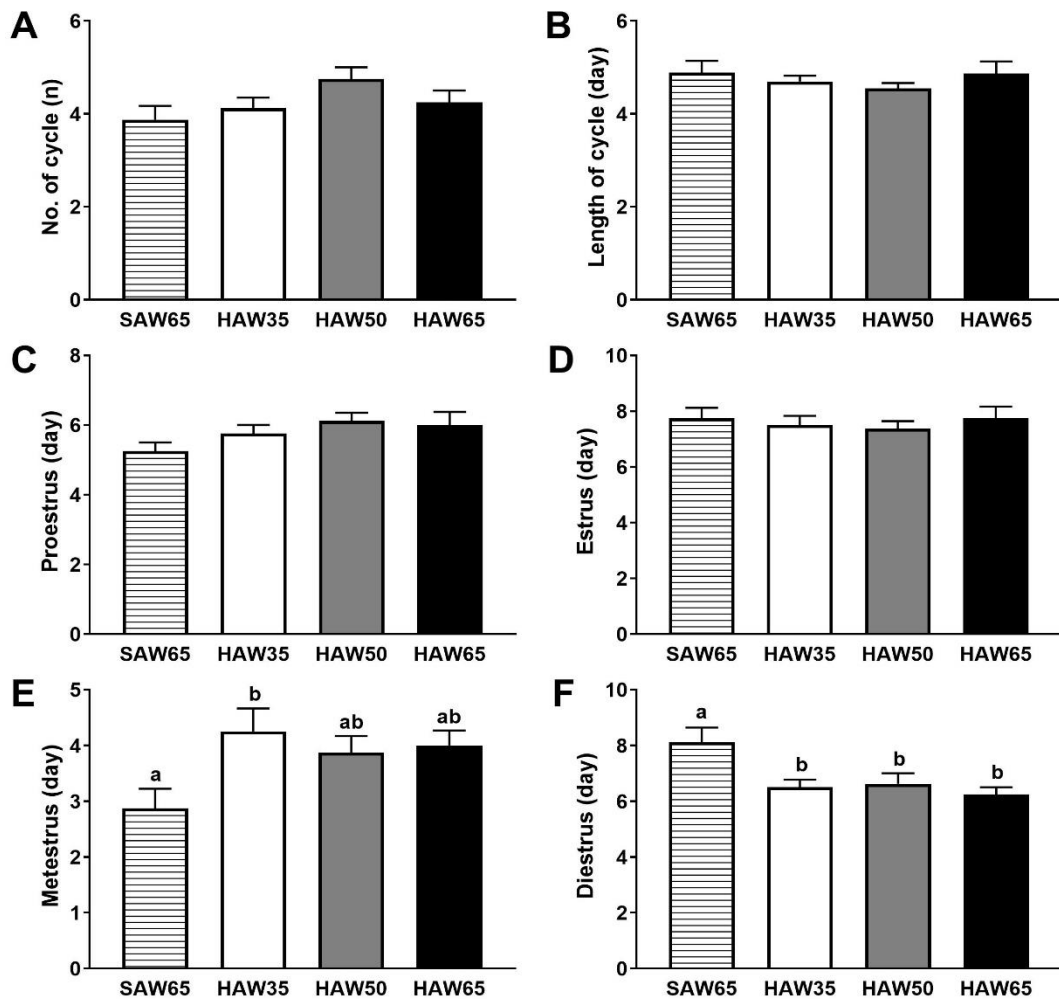 A
No. of cycle (n)
6
4
2
0
SAW65 HAW35 HAW50 HAW65
B
Length of cycle (day)
6
4
2
0
SAW65 HAW35 HAW50 HAW65
C
Proestrus (day)
8
6
4
2
0
SAW65 HAW35 HAW50 HAW65
D
Estrus (day)
10
8
6
4
2
0
SAW65 HAW35 HAW50 HAW65
E
Metestrus (day)
5
4
3
2
1
0
a b ab ab
SAW65 HAW35 HAW50 HAW65
F
Diestrus (day)
10
8
6
4
2
0
a b b b
SAW65 HAW35 HAW50 HAW65